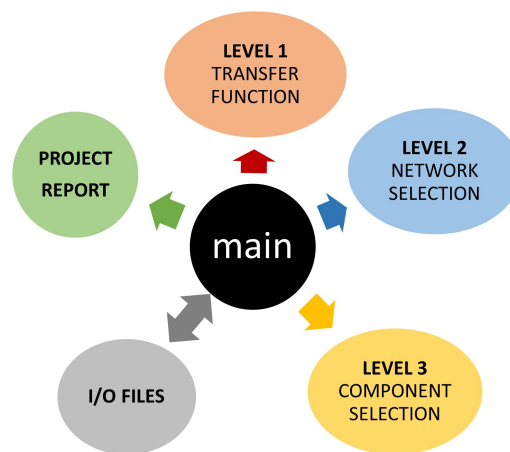 LEVEL 1
TRANSFER
FUNCTION
PROJECT
REPORT
LEVEL 2
NETWORK
SELECTION
main
I/O FILES
LEVEL 3
COMPONENT
SELECTION